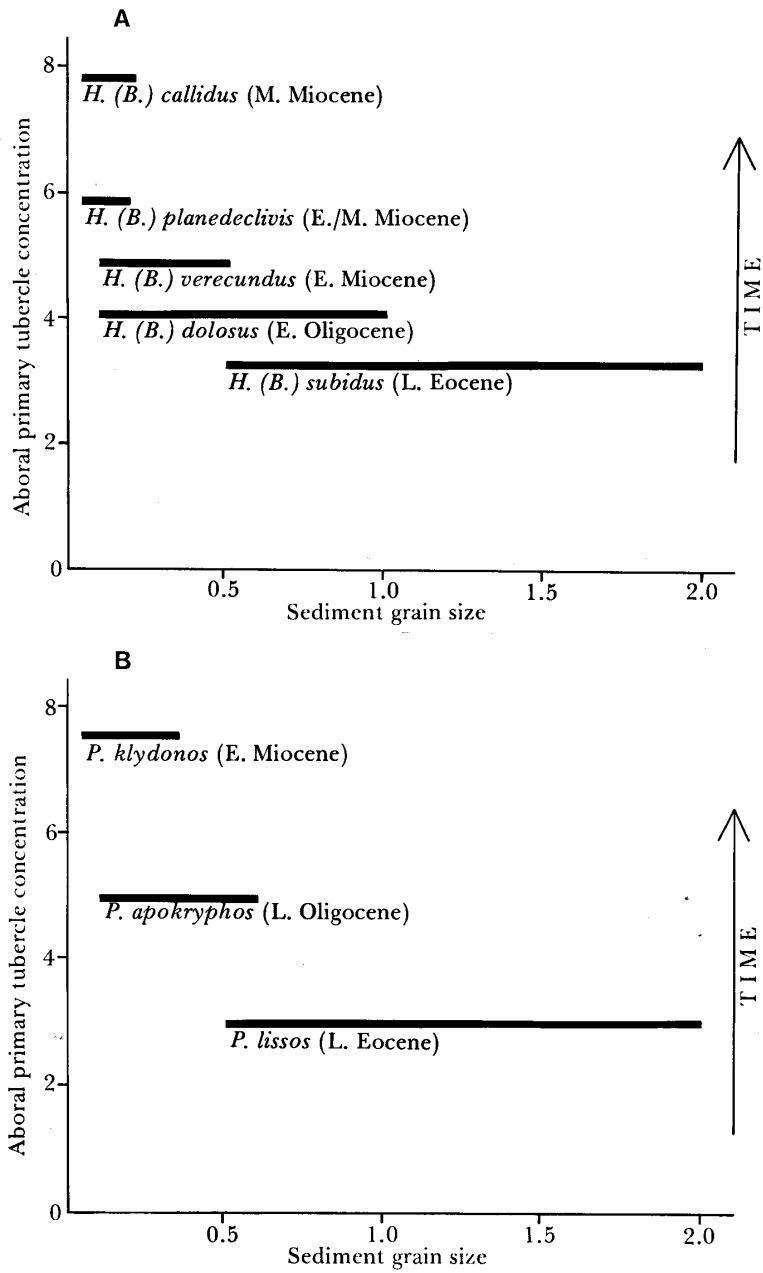 A
8
H. (B.) callidus (M. Miocene)
6
H. (B.) planedeclivis (E./M. Miocene)
H. (B.) verecundus (E. Miocene)
4
H. (B.) dolosus (E. Oligocene)
H. (B.) subidus (L. Eocene)
2
0
0.5 1.0 1.5 2.0
Sediment grain size
Aboral primary tubercle concentration
TIME
B
8
P. klydonos (E. Miocene)
6
P. apokryphos (L. Oligocene)
4
P. lissos (L. Eocene)
2
0
0.5 1.0 1.5 2.0
Sediment grain size
Aboral primary tubercle concentration
TIME